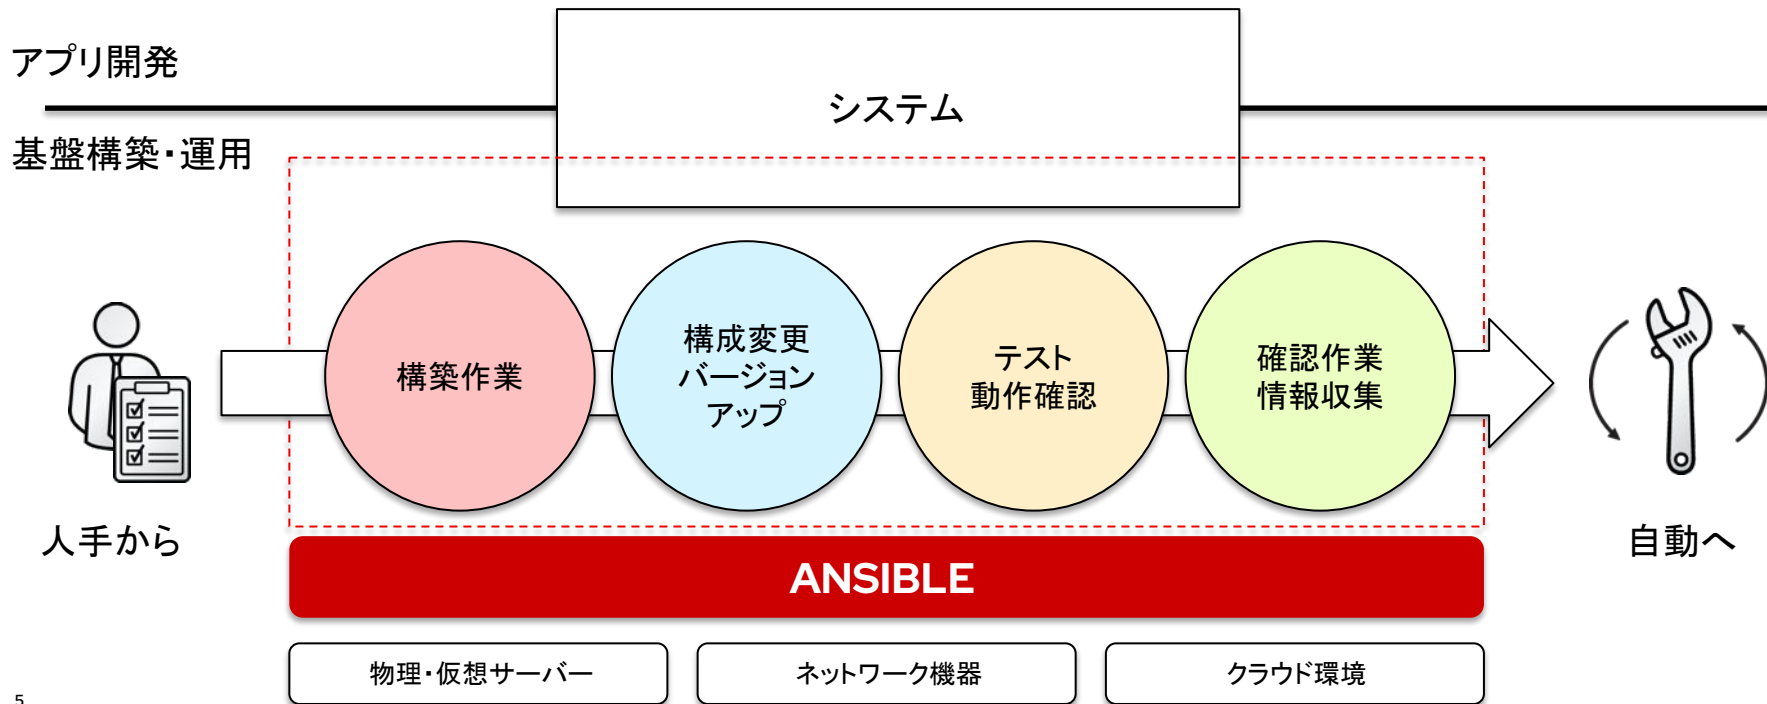 アプリ開発
システム
基盤構築・運用
構築作業
構成変更
バージョン
アップ
テスト
動作確認
確認作業
情報収集
人手から
自動へ
ANSIBLE
物理・仮想サーバー
ネットワーク機器
クラウド環境
5